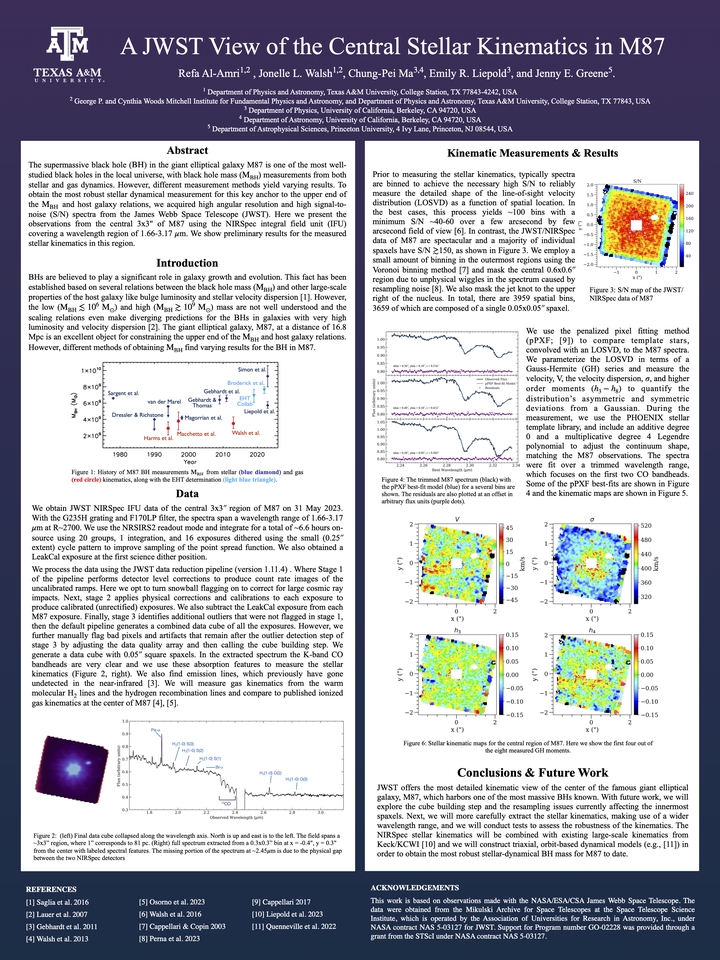 A JWST View of the Central Stellar Kinematics in M87
TEXAS A&M
UNIVERSITY.
Refa Al-Amri1,2 , Jonelle L. Walsh1,2, Chung-Pei Ma3,4, Emily R. Liepold3, and Jenny E. Greene5.
1 Department of Physics and Astronomy, Texas A&M University, College Station, TX 77843-4242, USA
2 George P. and Cynthia Woods Mitchell Institute for Fundamental Physics and Astronomy, and Department of Physics and Astronomy, Texas A&M University, College Station, TX 77843, USA
3 Department of Physics, University of California, Berkeley, CA 94720, USA
4 Department of Astronomy, University of California, Berkeley, CA 94720, USA
5 Department of Astrophysical Sciences, Princeton University, 4 Ivy Lane, Princeton, NJ 08544, USA
Abstract
The supermassive black hole (BH) in the giant elliptical galaxy M87 is one of the most well-
studied black holes in the local universe, with black hole mass (MBH) measurements from both
stellar and gas dynamics. However, different measurement methods yield varying results. To
obtain the most robust stellar dynamical measurement for this key anchor to the upper end of
the MBH and host galaxy relations, we acquired high angular resolution and high signal-to-
noise (S/N) spectra from the James Webb Space Telescope (JWST). Here we present the
observations from the central 3x3" of M87 using the NIRSpec integral field unit (IFU)
covering a wavelength region of 1.66-3.17 μm. We show preliminary results for the measured
stellar kinematics in this region.
Introduction
BHs are believed to play a significant role in galaxy growth and evolution. This fact has been
established based on several relations between the black hole mass (MBH) and other large-scale
properties of the host galaxy like bulge luminosity and stellar velocity dispersion [1]. However,
the low (MBH ≲ 10⁶ M⊙) and high (MBH ≳ 10⁹ M⊙) mass are not well understood and the
scaling relations even make diverging predictions for the BHs in galaxies with very high
luminosity and velocity dispersion [2]. The giant elliptical galaxy, M87, at a distance of 16.8
Mpc is an excellent object for constraining the upper end of the MBH and host galaxy relations.
However, different methods of obtaining MBH find varying results for the BH in M87.
1×10¹⁰
8×10⁹
6×10⁹
4×10⁹
2×10⁹
MBH (M⊙)
Sargent et al.
Dressler & Richstone
van der Marel
Harms et al.
Magorrian et al.
Macchetto et al.
Gebhardt & Thomas
Gebhardt et al.
Walsh et al.
Simon et al.
Broderick et al.
EHT Collab.
Liepold et al.
1980 1990 2000 2010 2020
Year
Figure 1: History of M87 BH measurements MBH from stellar (blue diamond) and gas
(red circle) kinematics, along with the EHT determination (light blue triangle).
Data
We obtain JWST NIRSpec IFU data of the central 3x3" region of M87 on 31 May 2023.
With the G235H grating and F170LP filter, the spectra span a wavelength range of 1.66-3.17
μm at R~2700. We use the NRSIRS2 readout mode and integrate for a total of ~6.6 hours on-
source using 20 groups, 1 integration, and 16 exposures dithered using the small (0.25"
extent) cycle pattern to improve sampling of the point spread function. We also obtained a
LeakCal exposure at the first science dither position.
We process the data using the JWST data reduction pipeline (version 1.11.4) . Where Stage 1
of the pipeline performs detector level corrections to produce count rate images of the
uncalibrated ramps. Here we opt to turn snowball flagging on to correct for large cosmic ray
impacts. Next, stage 2 applies physical corrections and calibrations to each exposure to
produce calibrated (unrectified) exposures. We also subtract the LeakCal exposure from each
M87 exposure. Finally, stage 3 identifies additional outliers that were not flagged in stage 1,
then the default pipeline generates a combined data cube of all the exposures. However, we
further manually flag bad pixels and artifacts that remain after the outlier detection step of
stage 3 by adjusting the data quality array and then calling the cube building step. We
generate a data cube with 0.05" square spaxels. In the extracted spectrum the K-band CO
bandheads are very clear and we use these absorption features to measure the stellar
kinematics (Figure 2, right). We also find emission lines, which previously have gone
undetected in the near-infrared [3]. We will measure gas kinematics from the warm
molecular H2 lines and the hydrogen recombination lines and compare to published ionized
gas kinematics at the center of M87 [4], [5].
Flux (arbitrary units)
Observed Wavelength (μm)
Figure 2: (left) Final data cube collapsed along the wavelength axis. North is up and east is to the left. The field spans a
~3x3" region, where 1" corresponds to 81 pc. (Right) full spectrum extracted from a 0.3x0.3" bin at x = -0.4", y = 0.3"
from the center with labeled spectral features. The missing portion of the spectrum at ~2.45μm is due to the physical gap
between the two NIRSpec detectors
Kinematic Measurements & Results
Prior to measuring the stellar kinematics, typically spectra
are binned to achieve the necessary high S/N to reliably
measure the detailed shape of the line-of-sight velocity
distribution (LOSVD) as a function of spatial location. In
the best cases, this process yields ~100 bins with a
minimum S/N ~40-60 over a few arcsecond by few
arcsecond field of view [6]. In contrast, the JWST/NIRSpec
data of M87 are spectacular and a majority of individual
spaxels have S/N ≳150, as shown in Figure 3. We employ a
small amount of binning in the outermost regions using the
Voronoi binning method [7] and mask the central 0.6x0.6"
region due to unphysical wiggles in the spectrum caused by
resampling noise [8]. We also mask the jet knot to the upper
right of the nucleus. In total, there are 3959 spatial bins,
3659 of which are composed of a single 0.05x0.05" spaxel.
S/N
Figure 3: S/N map of the JWST/
NIRSpec data of M87
Flux (arbitrary units)
Rest Wavelength (μm)
Figure 4: The trimmed M87 spectrum (black) with
the pPXF best-fit model (blue) for a several bins are
shown. The residuals are also plotted at an offset in
arbitrary flux units (purple dots).
We use the penalized pixel fitting method
(pPXF; [9]) to compare template stars,
convolved with an LOSVD, to the M87 spectra.
We parameterize the LOSVD in terms of a
Gauss-Hermite (GH) series and measure the
velocity, V, the velocity dispersion, σ, and higher
order moments (h3 − h8) to quantify the
distribution's asymmetric and symmetric
deviations from a Gaussian. During the
measurement, we use the PHOENIX stellar
template library, and include an additive degree
0 and a multiplicative degree 4 Legendre
polynomial to adjust the continuum shape,
matching the M87 observations. The spectra
were fit over a trimmed wavelength range,
which focuses on the first two CO bandheads.
Some of the pPXF best-fits are shown in Figure
4 and the kinematics maps are shown in Figure 5.
V
45
30
15
0
−15
−30
−45
km/s
y (")
x (")
σ
520
480
440
400
360
320
km/s
y (")
x (")
h3
0.15
0.10
0.05
0.00
−0.05
−0.10
−0.15
y (")
x (")
h4
0.15
0.10
0.05
0.00
−0.05
−0.10
−0.15
y (")
x (")
Figure 6: Stellar kinematic maps for the central region of M87. Here we show the first four out of
the eight measured GH moments.
Conclusions & Future Work
JWST offers the most detailed kinematic view of the center of the famous giant elliptical
galaxy, M87, which harbors one of the most massive BHs known. With future work, we will
explore the cube building step and the resampling issues currently affecting the innermost
spaxels. Next, we will more carefully extract the stellar kinematics, making use of a wider
wavelength range, and we will conduct tests to assess the robustness of the kinematics. The
NIRSpec stellar kinematics will be combined with existing large-scale kinematics from
Keck/KCWI [10] and we will construct triaxial, orbit-based dynamical models (e.g., [11]) in
order to obtain the most robust stellar-dynamical BH mass for M87 to date.
REFERENCES
[1] Saglia et al. 2016
[2] Lauer et al. 2007
[3] Gebhardt et al. 2011
[4] Walsh et al. 2013
[5] Osorno et al. 2023
[6] Walsh et al. 2016
[7] Cappellari & Copin 2003
[8] Perna et al. 2023
[9] Cappellari 2017
[10] Liepold et al. 2023
[11] Quenneville et al. 2022
ACKNOWLEDGEMENTS
This work is based on observations made with the NASA/ESA/CSA James Webb Space Telescope. The
data were obtained from the Mikulski Archive for Space Telescopes at the Space Telescope Science
Institute, which is operated by the Association of Universities for Research in Astronomy, Inc., under
NASA contract NAS 5-03127 for JWST. Support for Program number GO-02228 was provided through a
grant from the STScI under NASA contract NAS 5-03127.